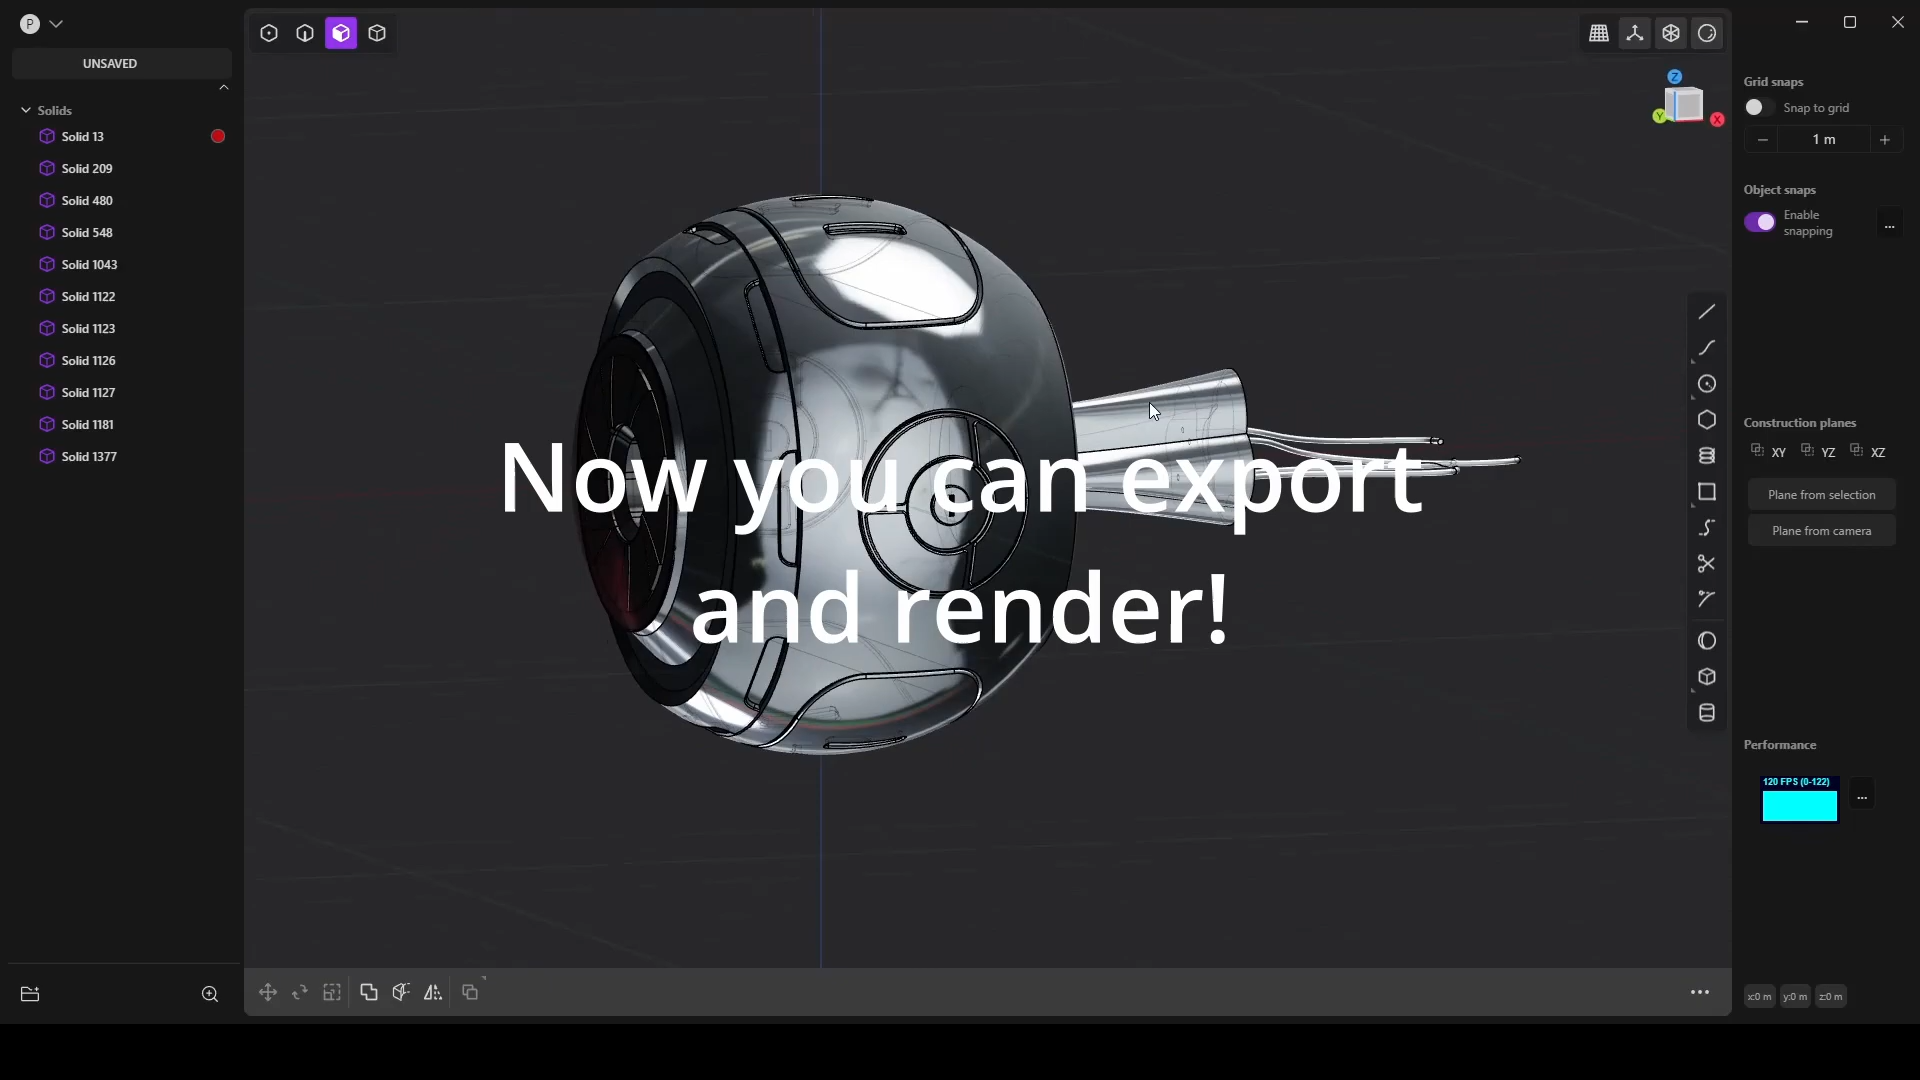 P
UNSAVED
Solids
Solid 13
Solid 209
Solid 480
Solid 548
Solid 1043
Solid 1122
Solid 1123
Solid 1126
Solid 1127
Solid 1181
Solid 1377
Now you can export
and render!
Z
Y
X
Grid snaps
Snap to grid
1 m
Object snaps
Enable
snapping
...
Construction planes
XY YZ XZ
Plane from selection
Plane from camera
Performance
120 FPS (0-122)
...
x:0 m y:0 m z:0 m